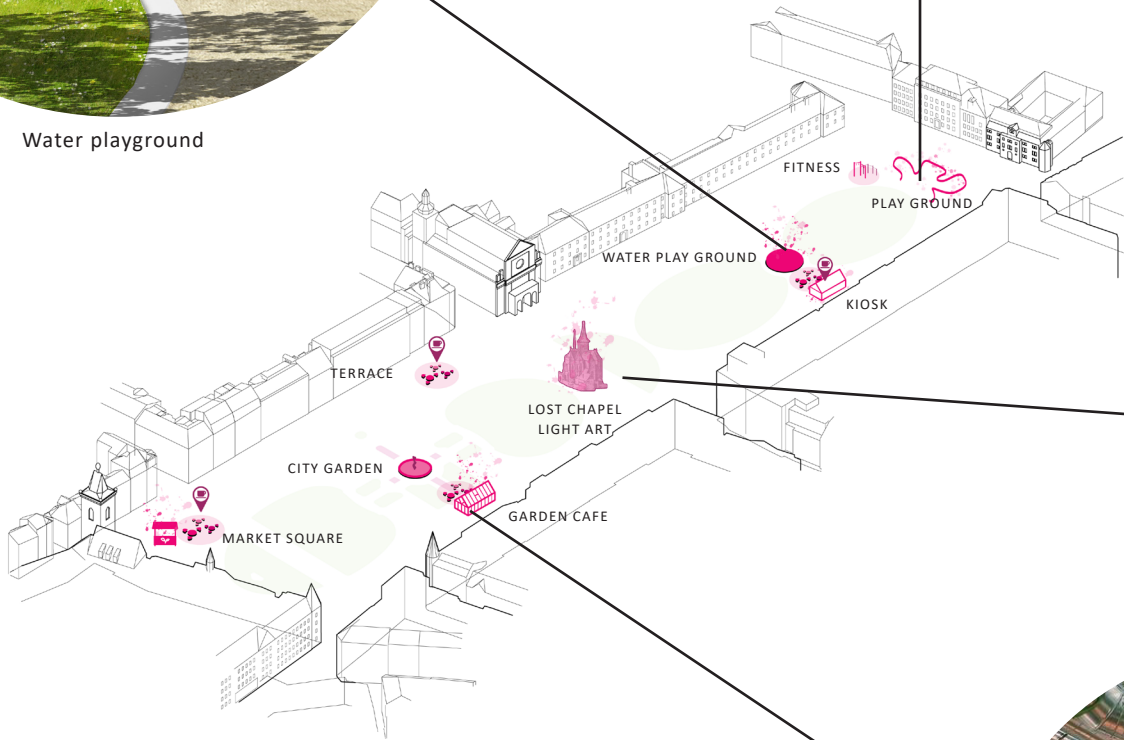 Water playground
FITNESS
PLAY GROUND
WATER PLAY GROUND
KIOSK
TERRACE
LOST CHAPEL
LIGHT ART
CITY GARDEN
GARDEN CAFE
MARKET SQUARE